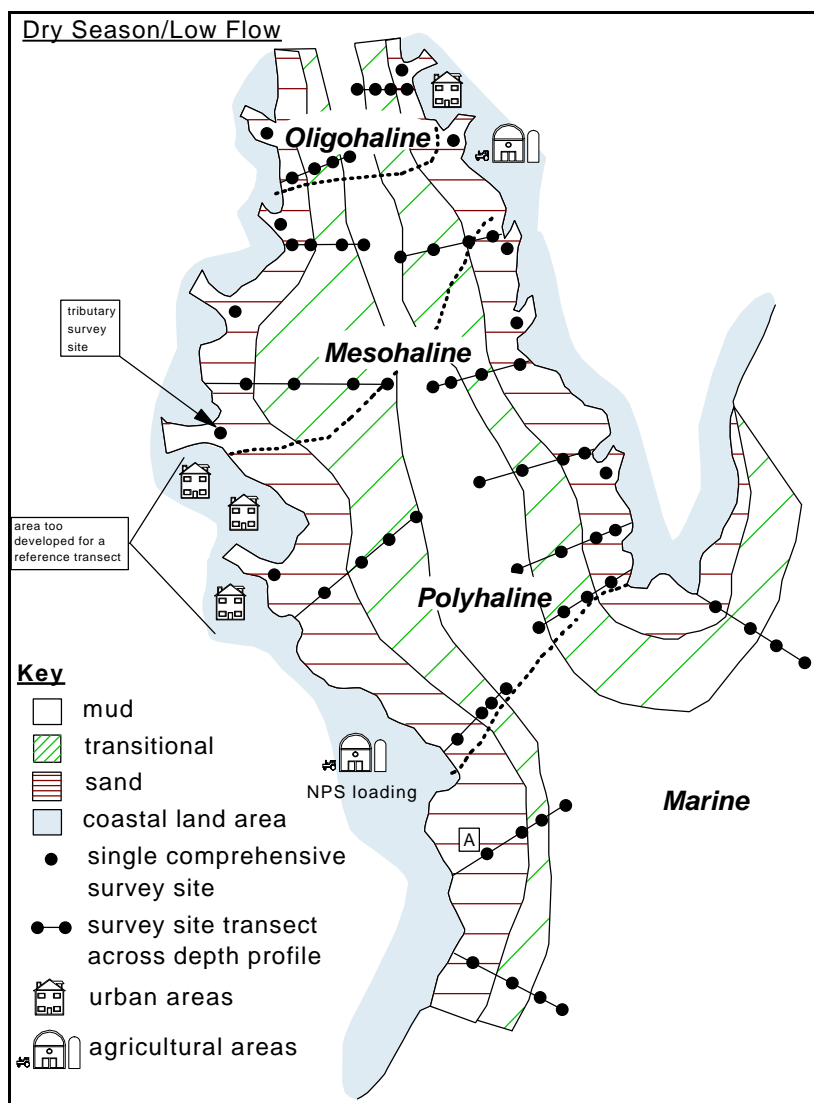 Dry Season/Low Flow
Oligohaline
tributary
survey
site
Mesohaline
area too
developed for a
reference transect
Polyhaline
Key
mud
transitional
sand
coastal land area
single comprehensive
survey site
survey site transect
across depth profile
urban areas
agricultural areas
NPS loading
Marine
A